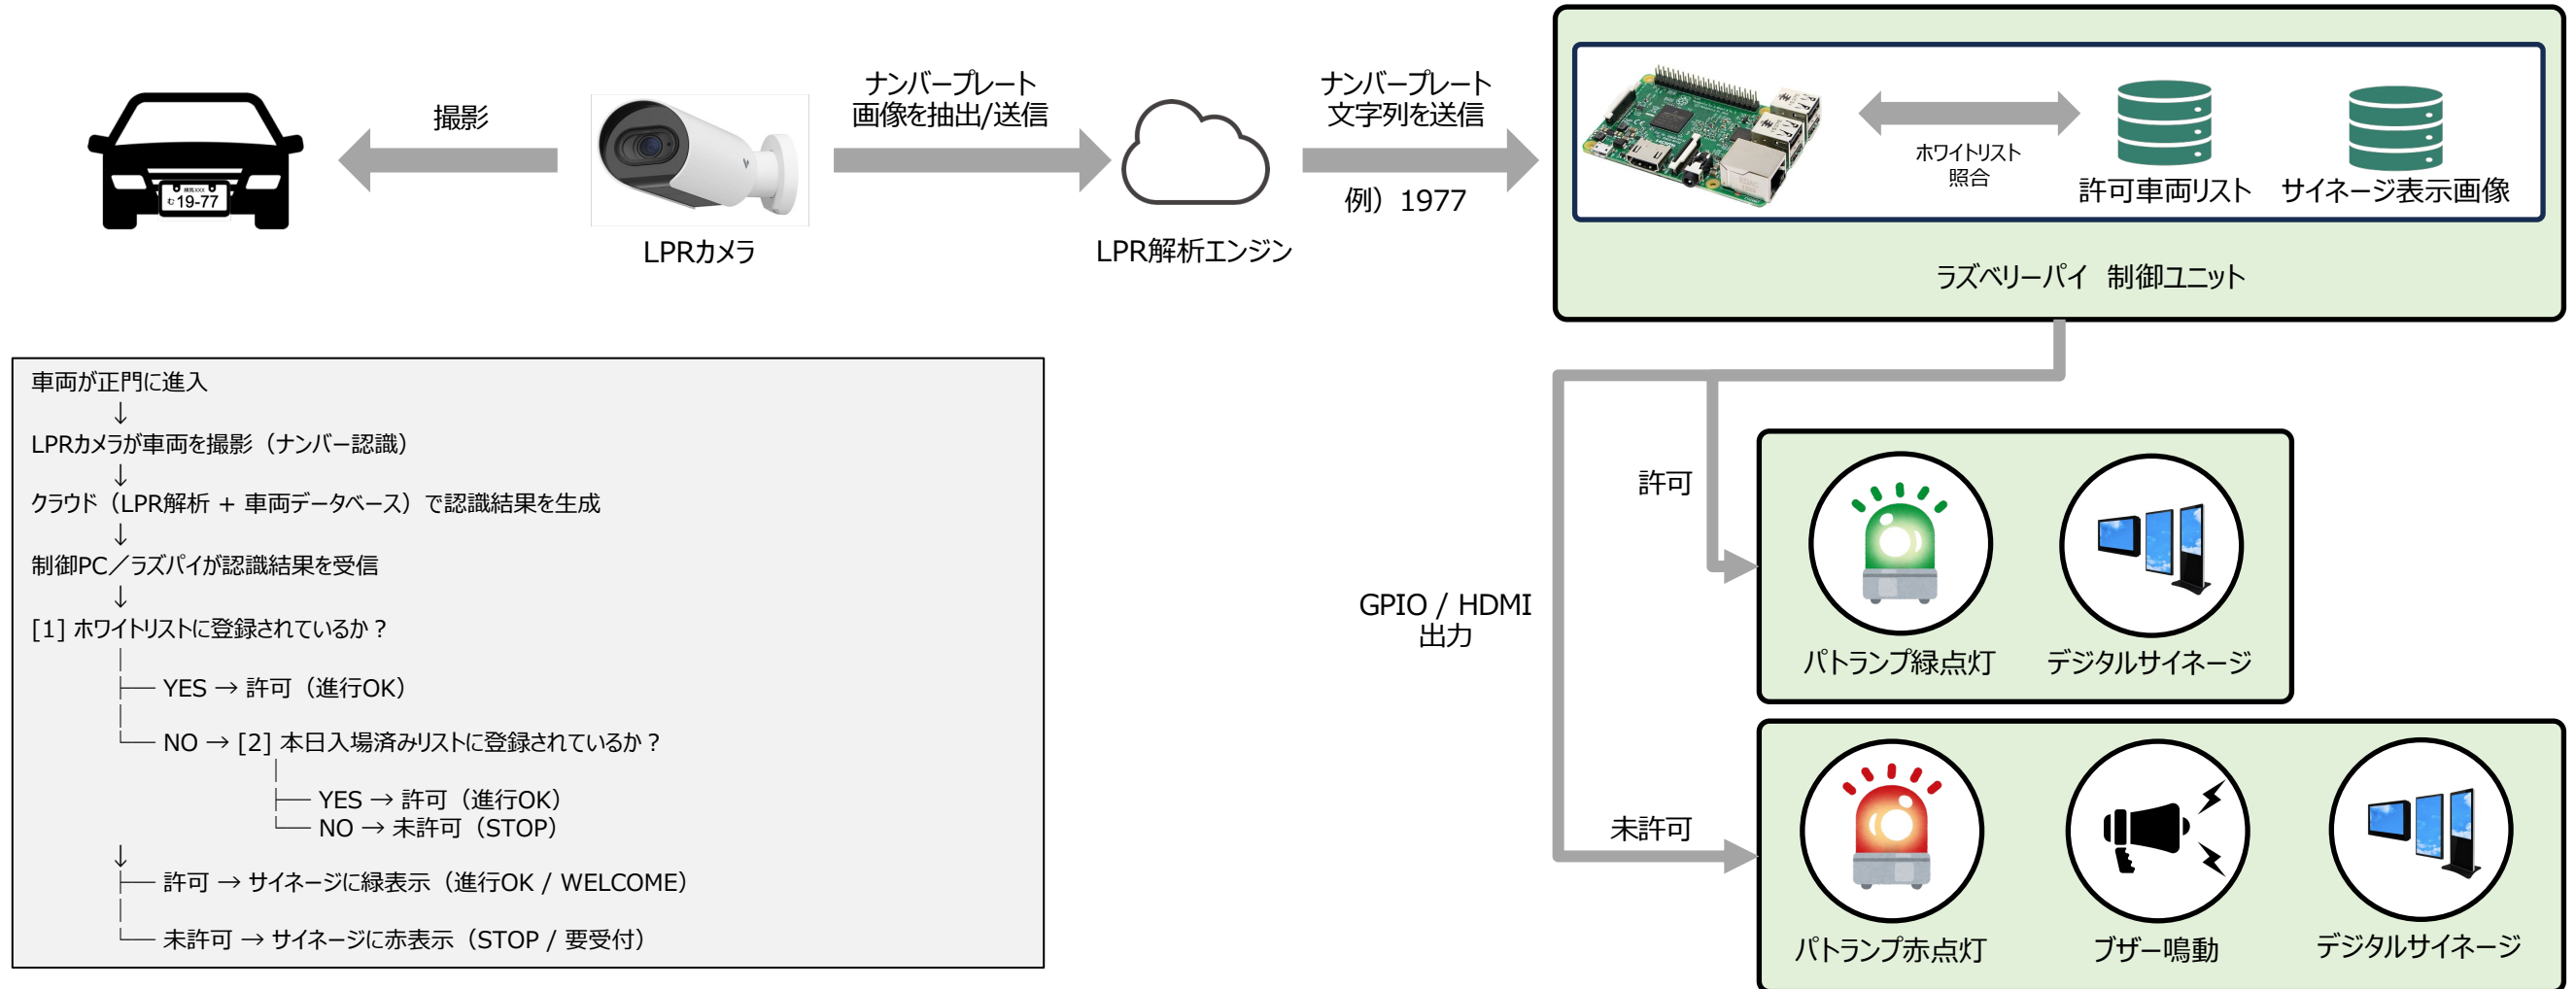 撮影
ナンバープレート
画像を抽出/送信
ナンバープレート
文字列を送信
例）1977
練馬XXX
む 19-77
LPRカメラ
LPR解析エンジン
ホワイトリスト
照合
許可車両リスト
サイネージ表示画像
ラズベリーパイ 制御ユニット
車両が正門に進入
↓
LPRカメラが車両を撮影（ナンバー認識）
↓
クラウド（LPR解析 + 車両データベース）で認識結果を生成
↓
制御PC／ラズパイが認識結果を受信
↓
[1] ホワイトリストに登録されているか？
│
├── YES → 許可（進行OK）
│
└── NO → [2] 本日入場済みリストに登録されているか？
│
├── YES → 許可（進行OK）
└── NO → 未許可（STOP）
↓
├── 許可 → サイネージに緑表示（進行OK / WELCOME）
│
└── 未許可 → サイネージに赤表示（STOP / 要受付）
GPIO / HDMI
出力
許可
パトランプ緑点灯
デジタルサイネージ
未許可
パトランプ赤点灯
ブザー鳴動
デジタルサイネージ